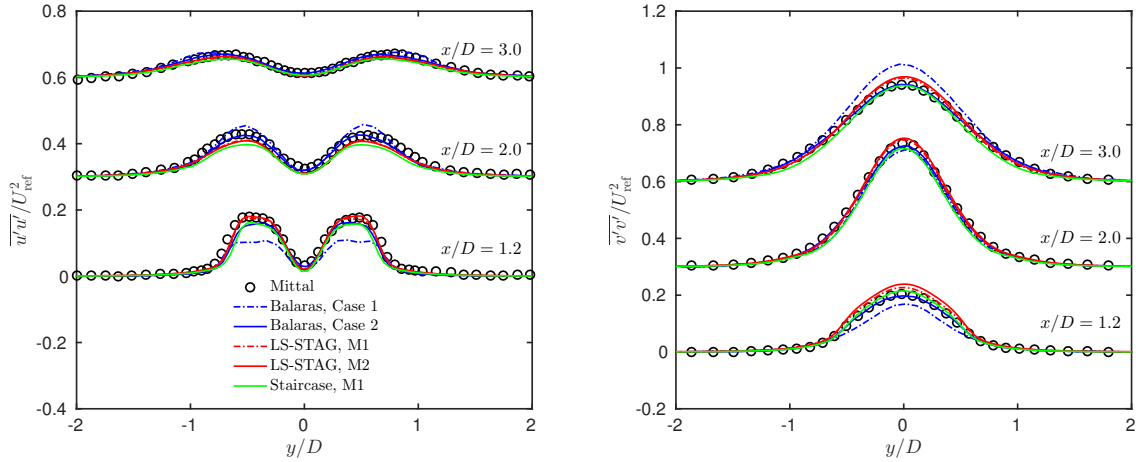 0.8
0.6
0.4
0.2
0
-0.2
-0.4
-2
-1
0
1
2
y/D
u′u′/U²ref
x/D = 3.0
x/D = 2.0
x/D = 1.2
Mittal
Balaras, Case 1
Balaras, Case 2
LS-STAG, M1
LS-STAG, M2
Staircase, M1
1.2
1
0.8
0.6
0.4
0.2
0
-0.2
-2
-1
0
1
2
y/D
v′v′/U²ref
x/D = 3.0
x/D = 2.0
x/D = 1.2